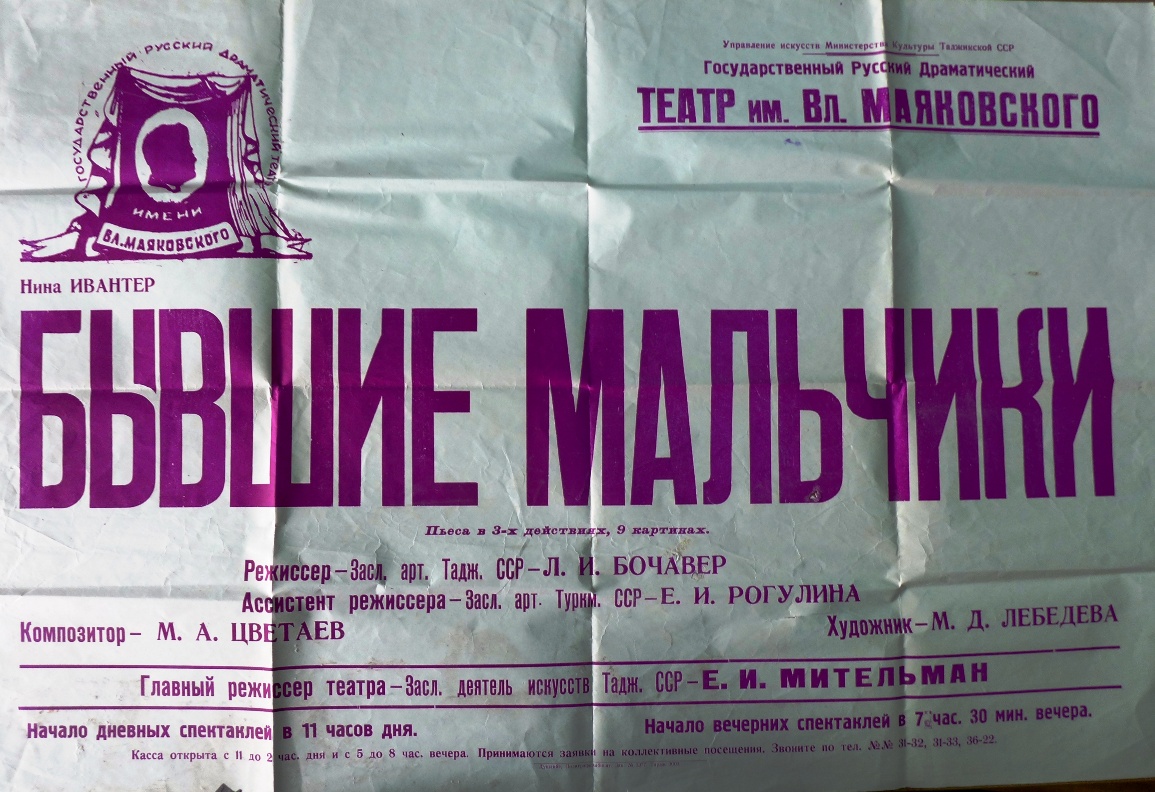 ГОСУДАРСТВЕННЫЙ РУССКИЙ ДРАМАТИЧЕСКИЙ ТЕАТ
ИМЕНИ
ВЛ. МАЯКОВСКОГО
Управление искусств Министерства Культуры Таджикской ССР
Государственный Русский Драматический
ТЕАТР им. Вл. МАЯКОВСКОГО
Нина ИВАНТЕР
БЫВШИЕ МАЛЬЧИКИ
Пьеса в 3-х действиях, 9 картинах.
Режиссер – Засл. арт. Тадж. ССР – Л. И. БОЧАВЕР
Ассистент режиссера – Засл. арт. Туркм. ССР – Е. И. РОГУЛИНА
Композитор – М. А. ЦВЕТАЕВ
Художник – М. Д. ЛЕБЕДЕВА
Главный режиссер театра – Засл. деятель искусств Тадж. ССР – Е. И. МИТЕЛЬМАН
Начало дневных спектаклей в 11 часов дня.
Начало вечерних спектаклей в 7 час. 30 мин. вечера.
Касса открыта с 11 до 2 час. дня и с 5 до 8 час. вечера. Принимаются заявки на коллективные посещения. Звоните по тел. №№ 31-32, 31-33, 36-22.